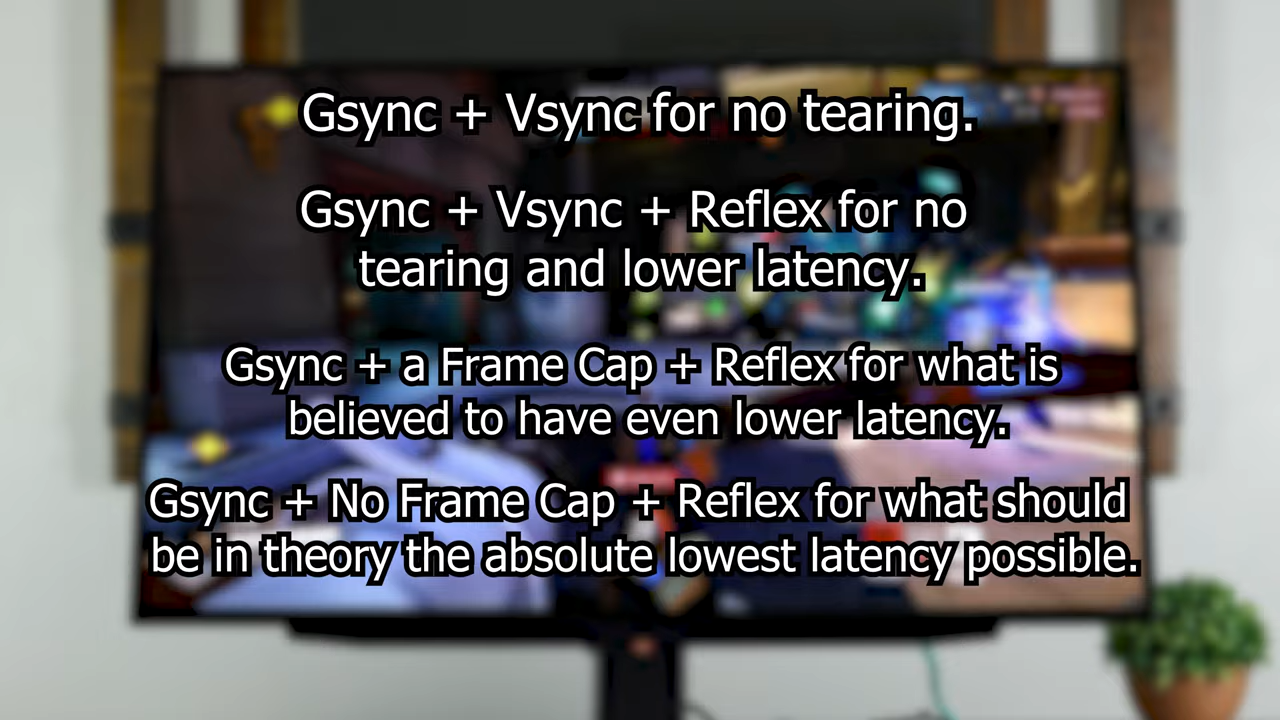 Gsync + Vsync for no tearing.
Gsync + Vsync + Reflex for no
tearing and lower latency.
Gsync + a Frame Cap + Reflex for what is
believed to have even lower latency.
Gsync + No Frame Cap + Reflex for what should
be in theory the absolute lowest latency possible.